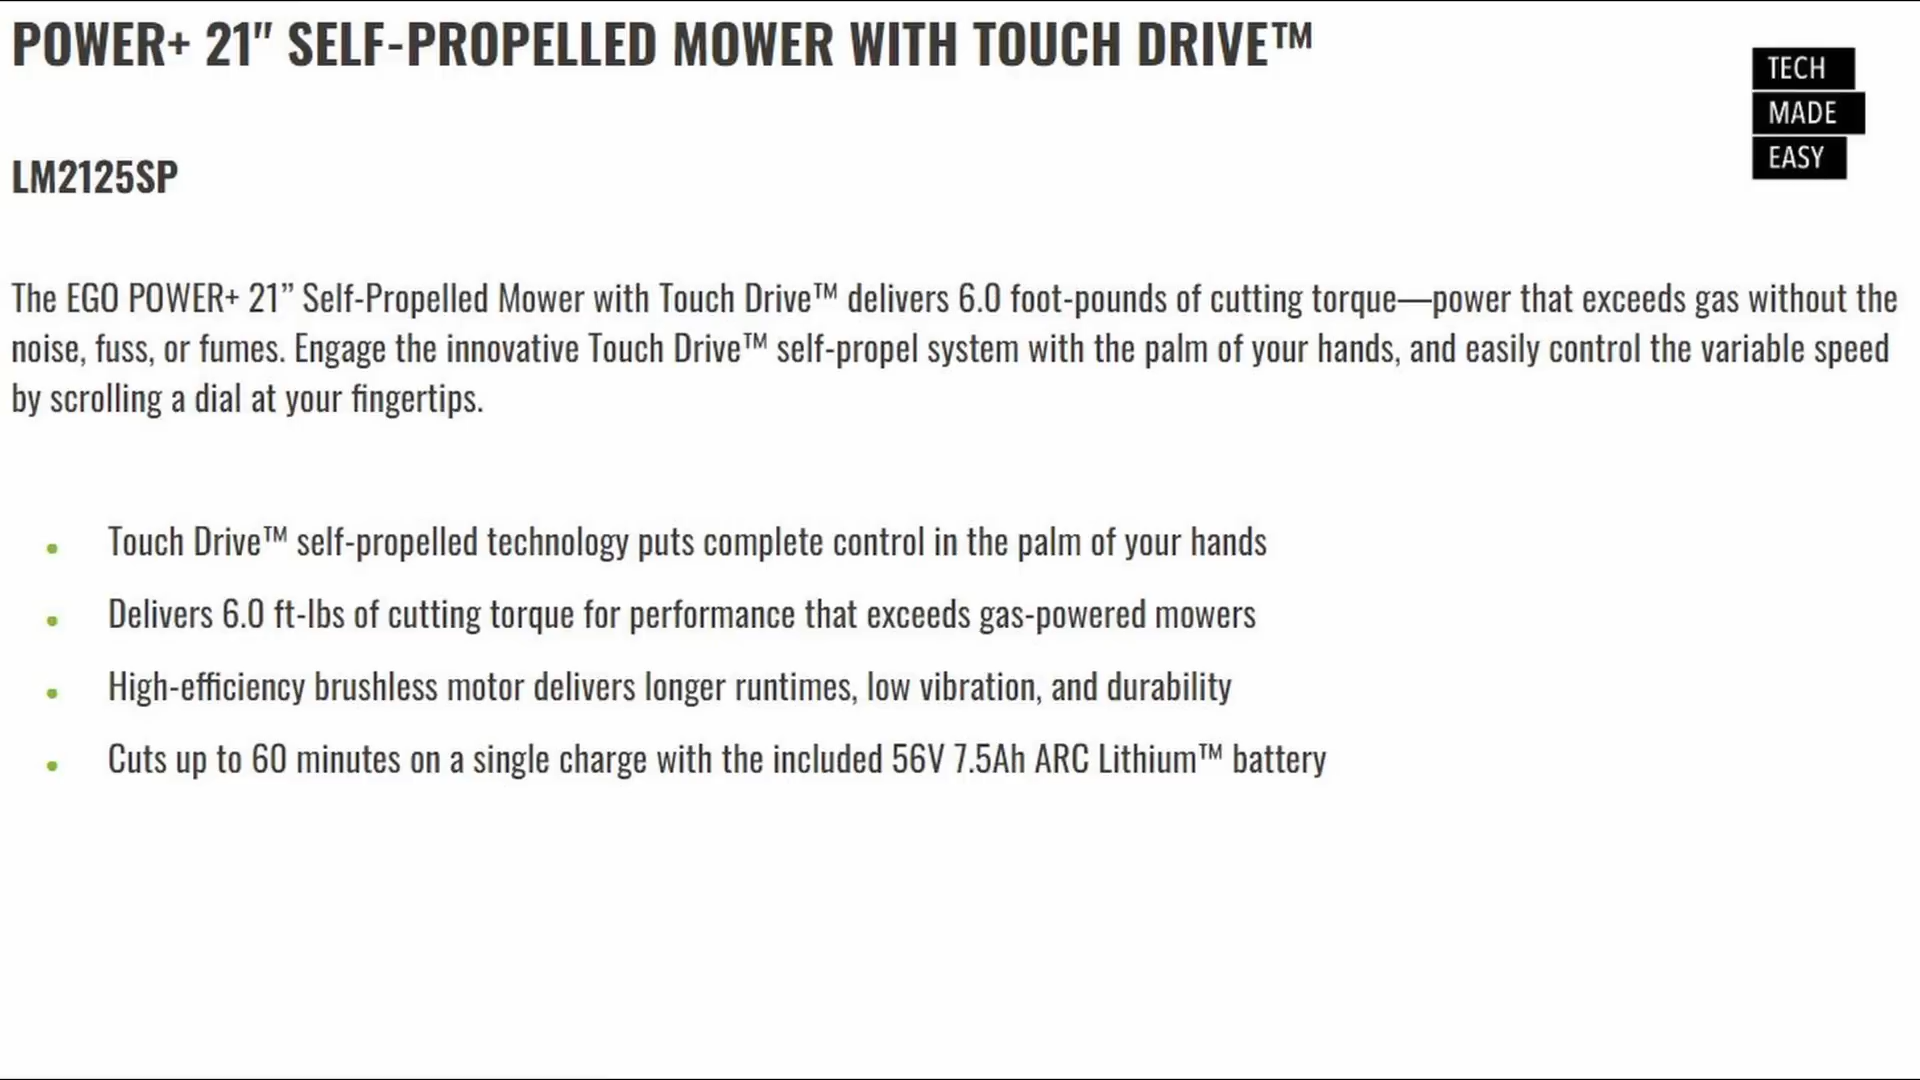 POWER+ 21" SELF-PROPELLED MOWER WITH TOUCH DRIVE™
TECH
MADE
EASY
LM2125SP
The EGO POWER+ 21” Self-Propelled Mower with Touch Drive™ delivers 6.0 foot-pounds of cutting torque—power that exceeds gas without the
noise, fuss, or fumes. Engage the innovative Touch Drive™ self-propel system with the palm of your hands, and easily control the variable speed
by scrolling a dial at your fingertips.
• Touch Drive™ self-propelled technology puts complete control in the palm of your hands
• Delivers 6.0 ft-lbs of cutting torque for performance that exceeds gas-powered mowers
• High-efficiency brushless motor delivers longer runtimes, low vibration, and durability
• Cuts up to 60 minutes on a single charge with the included 56V 7.5Ah ARC Lithium™ battery